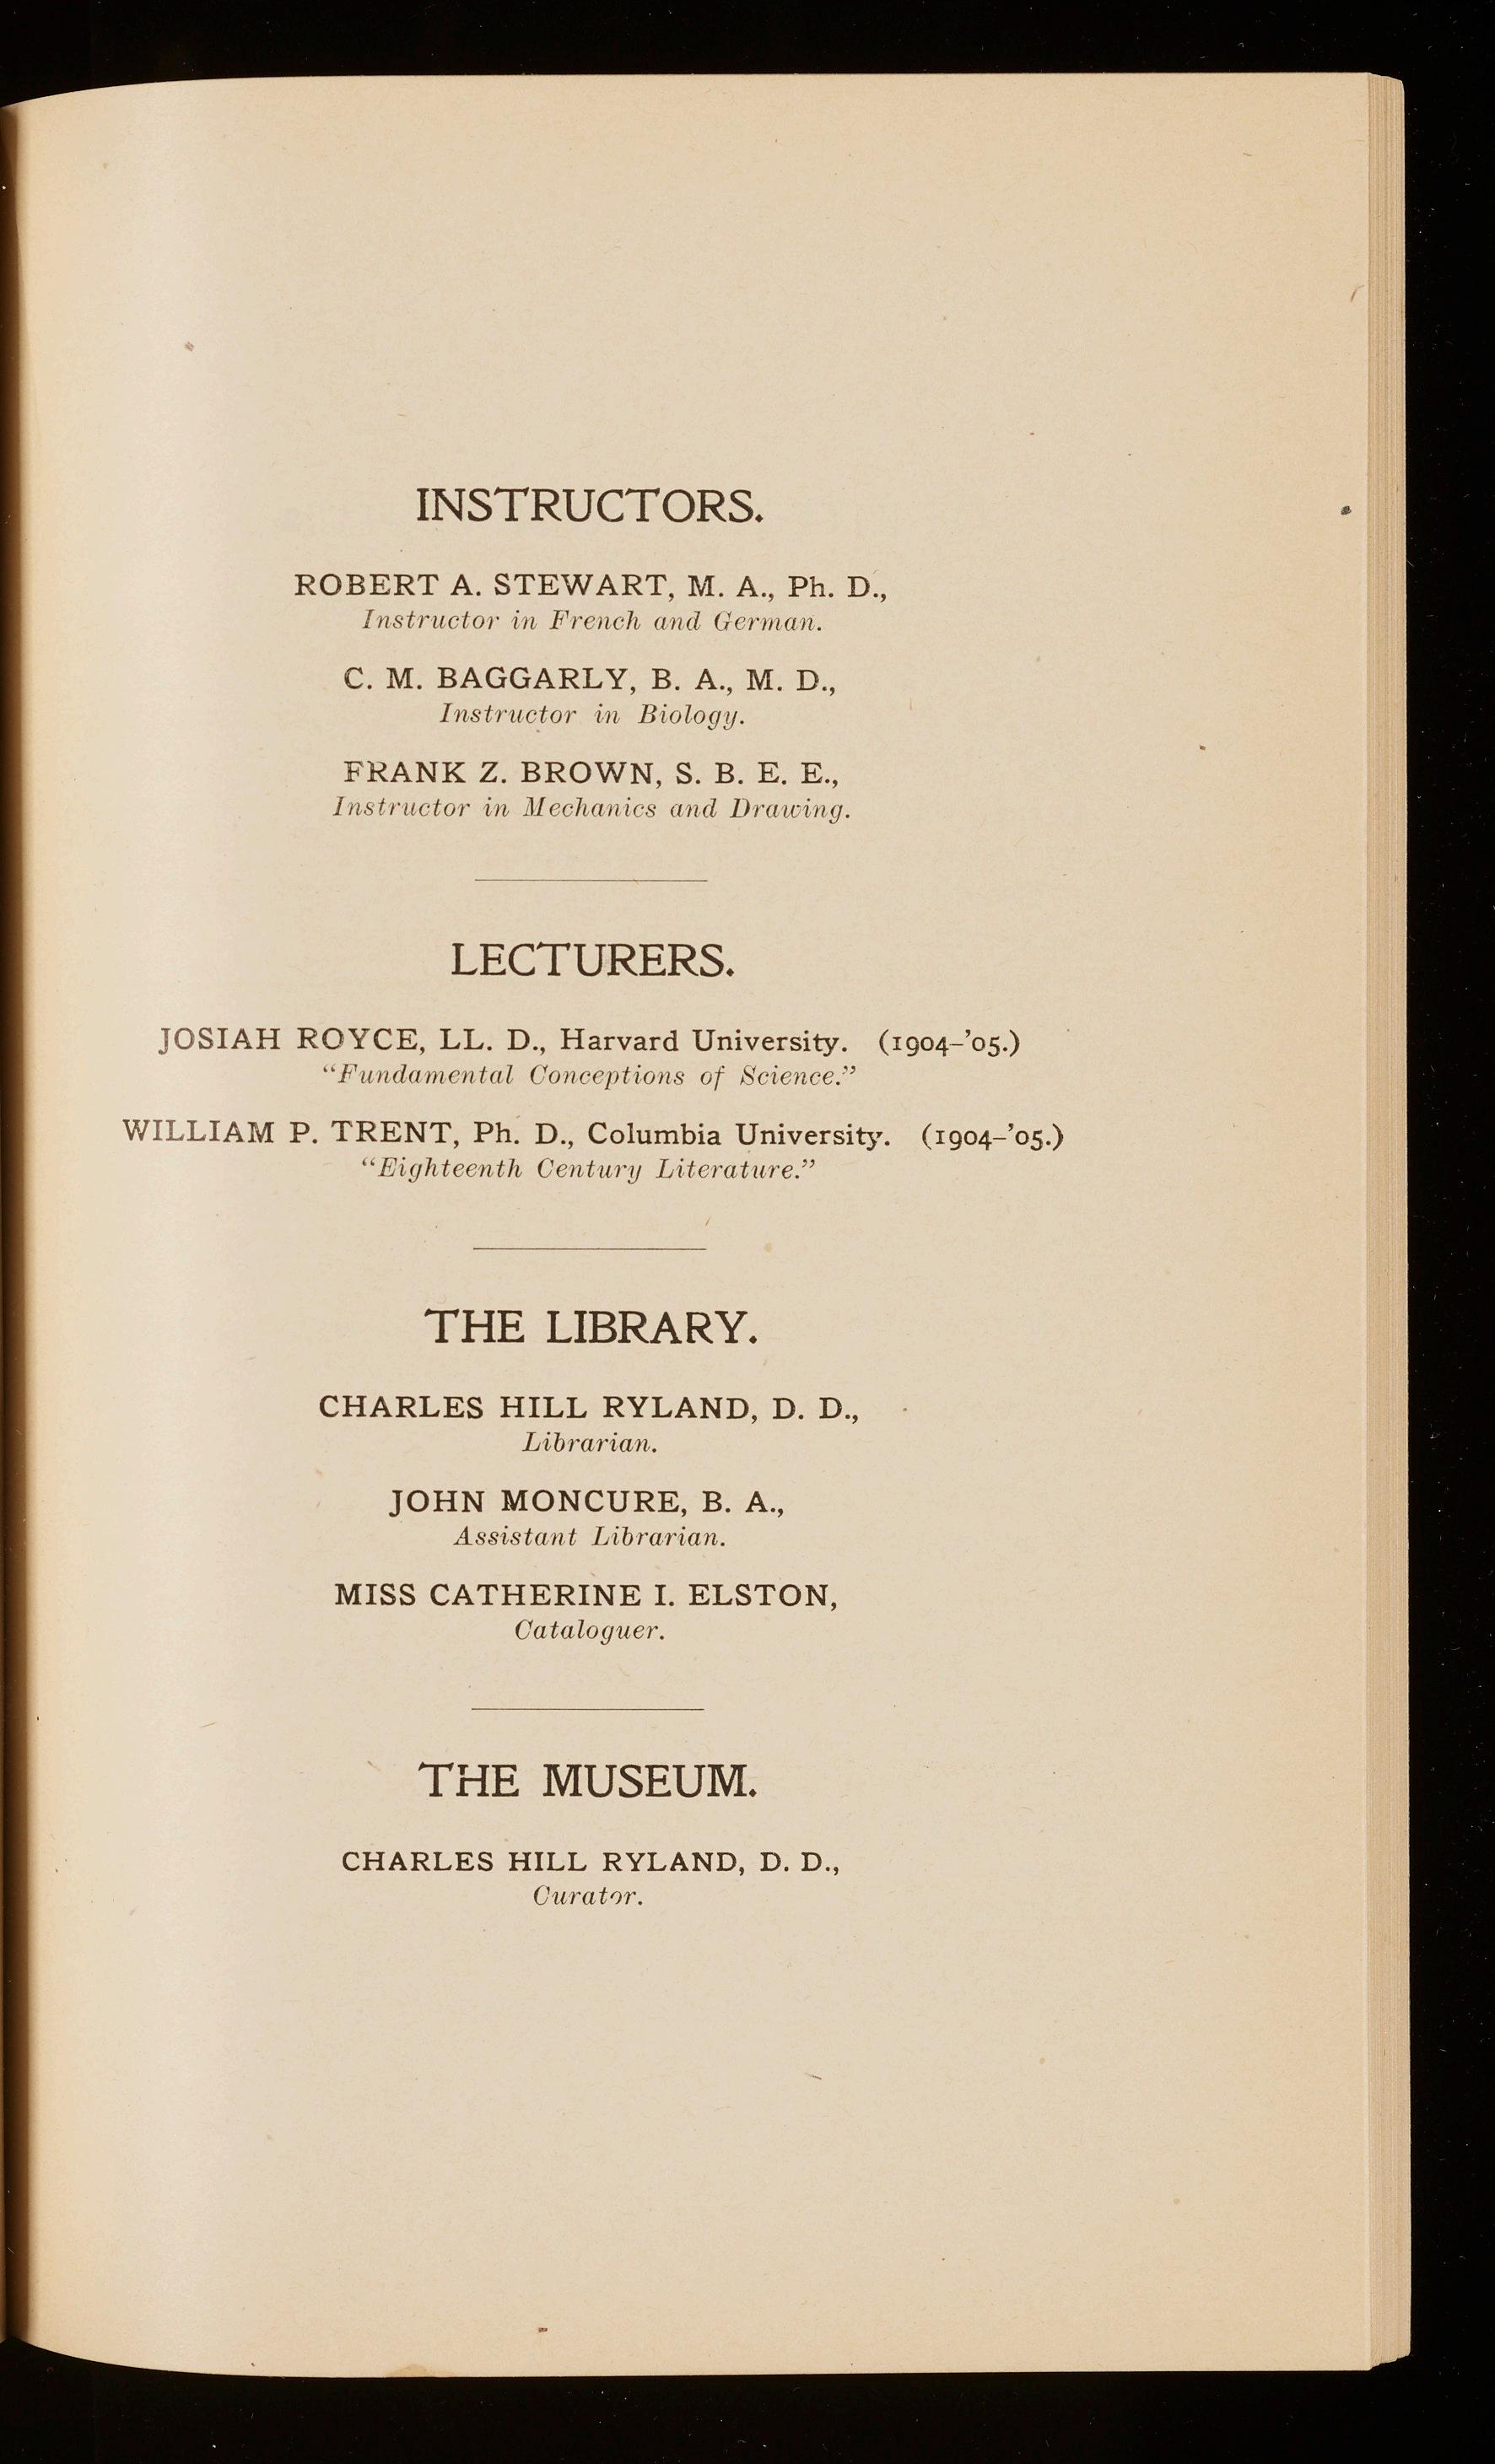 INSTRUCTORS.
ROBERT A. STEWART, M. A., Ph. D.,
Instructor in French and German.
C. M. BAGGARLY, B. A., M. D.,
Instructor in Biology.
FRANK Z. BROWN, S. B. E. E.,
Instructor in Mechanics and Drawing.
LECTURERS.
JOSIAH ROYCE, LL. D., Harvard University. (1904–’05.)
“Fundamental Conceptions of Science.”
WILLIAM P. TRENT, Ph. D., Columbia University. (1904–’05.)
“Eighteenth Century Literature.”
THE LIBRARY.
CHARLES HILL RYLAND, D. D.,
Librarian.
JOHN MONCURE, B. A.,
Assistant Librarian.
MISS CATHERINE I. ELSTON,
Cataloguer.
THE MUSEUM.
CHARLES HILL RYLAND, D. D.,
Curator.